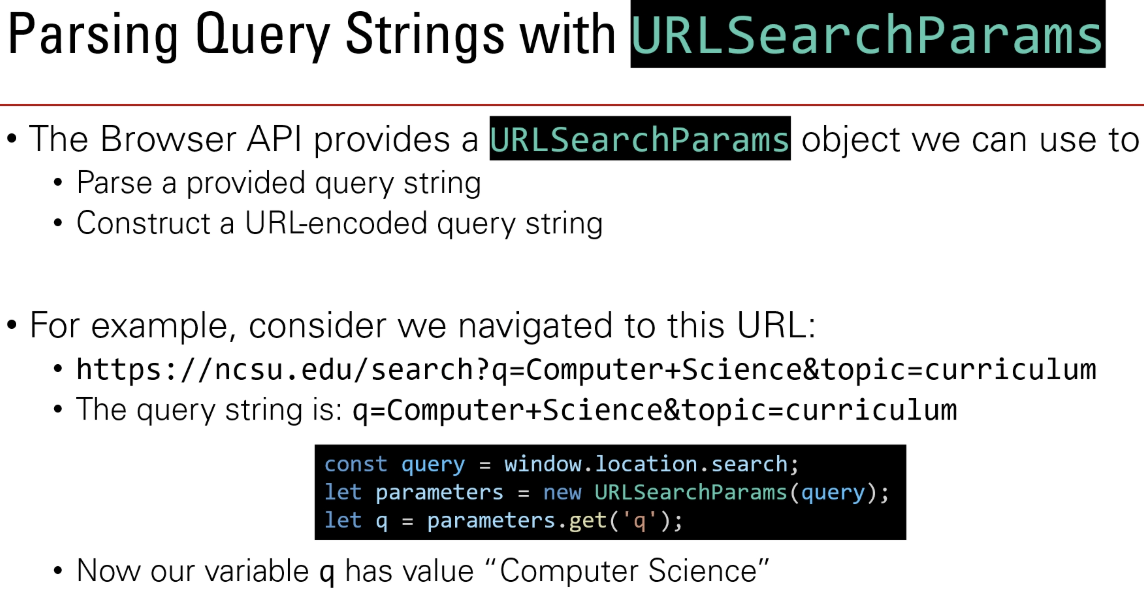 Parsing Query Strings with URLSearchParams
• The Browser API provides a URLSearchParams object we can use to
• Parse a provided query string
• Construct a URL-encoded query string
• For example, consider we navigated to this URL:
• https://ncsu.edu/search?q=Computer+Science&topic=curriculum
• The query string is: q=Computer+Science&topic=curriculum
const query = window.location.search;
let parameters = new URLSearchParams(query);
let q = parameters.get('q');
• Now our variable q has value “Computer Science”